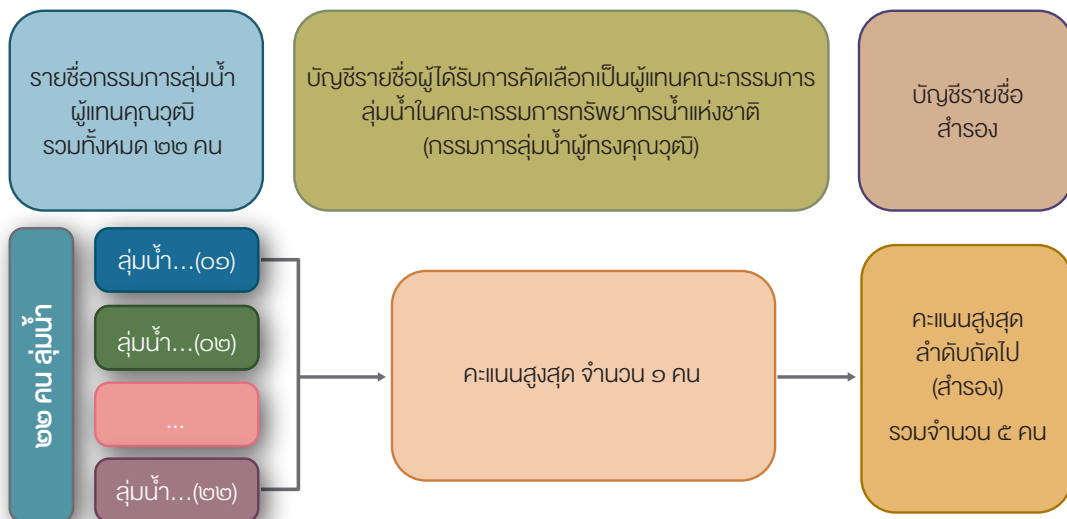 รายชื่อกรรมการลุ่มน้ำ
ผู้แทนคุณวุฒิ
รวมทั้งหมด ๒๒ คน
บัญชีรายชื่อผู้ได้รับการคัดเลือกเป็นผู้แทนคณะกรรมการ
ลุ่มน้ำในคณะกรรมการทรัพยากรน้ำแห่งชาติ
(กรรมการลุ่มน้ำผู้ทรงคุณวุฒิ)
บัญชีรายชื่อ
สำรอง
๒๒ คน ลุ่มน้ำ
ลุ่มน้ำ...(๐๑)
ลุ่มน้ำ...(๐๒)
...
ลุ่มน้ำ...(๒๒)
คะแนนสูงสุด จำนวน ๑ คน
คะแนนสูงสุด
ลำดับถัดไป
(สำรอง)
รวมจำนวน ๕ คน